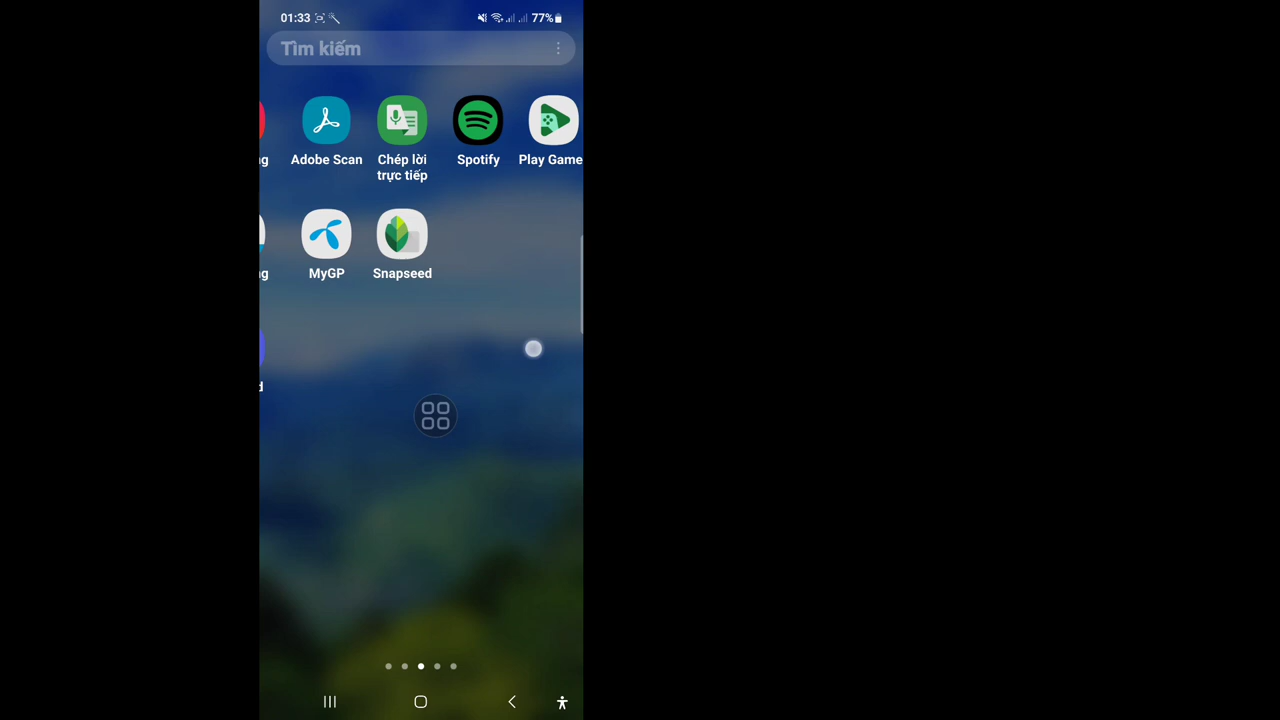 01:33 77%
Tìm kiếm
g Adobe Scan Chép lời Spotify Play Game
trực tiếp
g MyGP Snapseed
d